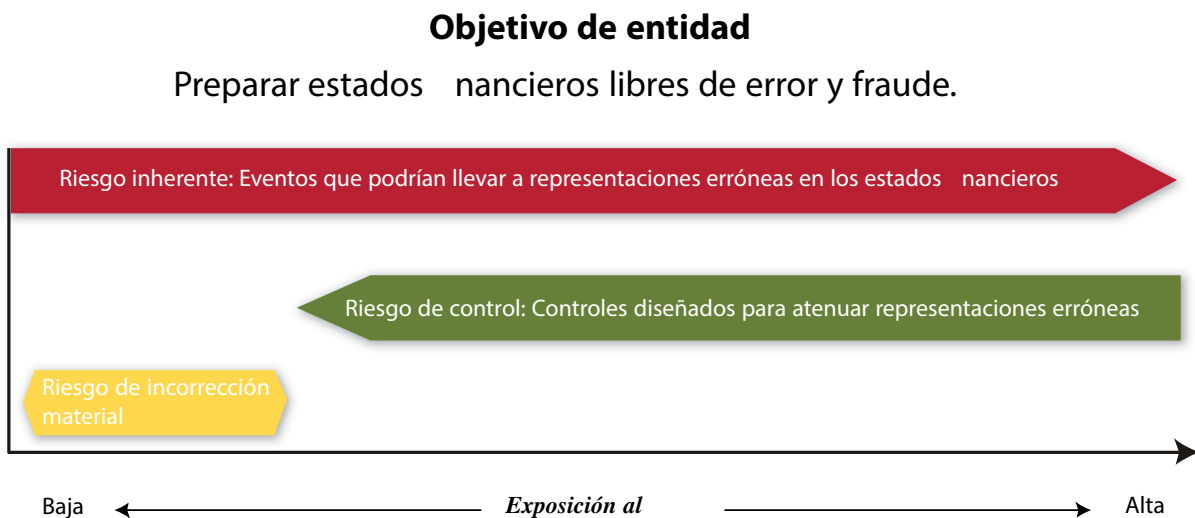 Objetivo de entidad
Preparar estados nancieros libres de error y fraude.
Riesgo inherente: Eventos que podrían llevar a representaciones erróneas en los estados nancieros
Riesgo de control: Controles diseñados para atenuar representaciones erróneas
Riesgo de incorrección
material
Baja Exposición al Alta